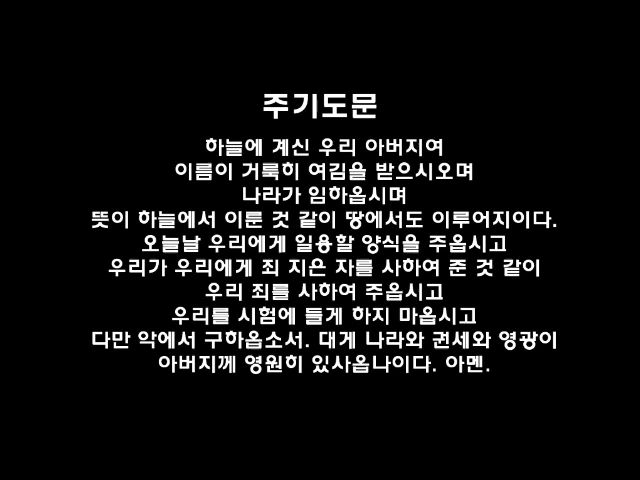 주기도문
하늘에 계신 우리 아버지여
이름이 거룩히 여김을 받으시오며
나라가 임하옵시며
뜻이 하늘에서 이룬 것 같이 땅에서도 이루어지이다.
오늘날 우리에게 일용할 양식을 주옵시고
우리가 우리에게 죄 지은 자를 사하여 준 것 같이
우리 죄를 사하여 주옵시고
우리를 시험에 들게 하지 마옵시고
다만 악에서 구하옵소서. 대게 나라와 권세와 영광이
아버지께 영원히 있사옵나이다. 아멘.